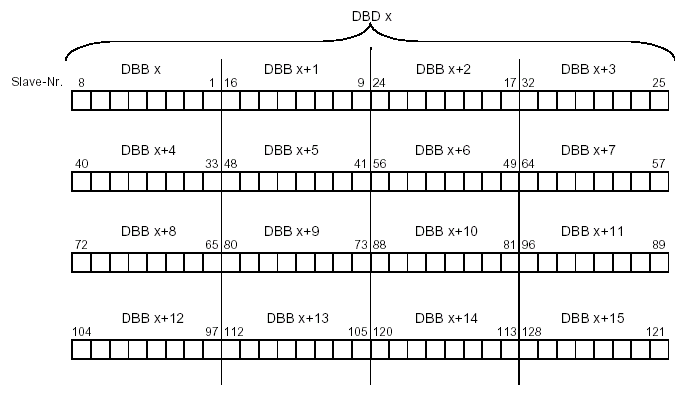 DBD x
DBB x DBB x+1 DBB x+2 DBB x+3
Slave-Nr. 8 1 16 9 24 17 32 25
DBB x+4 DBB x+5 DBB x+6 DBB x+7
40 33 48 41 56 49 64 57
DBB x+8 DBB x+9 DBB x+10 DBB x+11
72 65 80 73 88 81 96 89
DBB x+12 DBB x+13 DBB x+14 DBB x+15
104 97 112 105 120 113 128 121